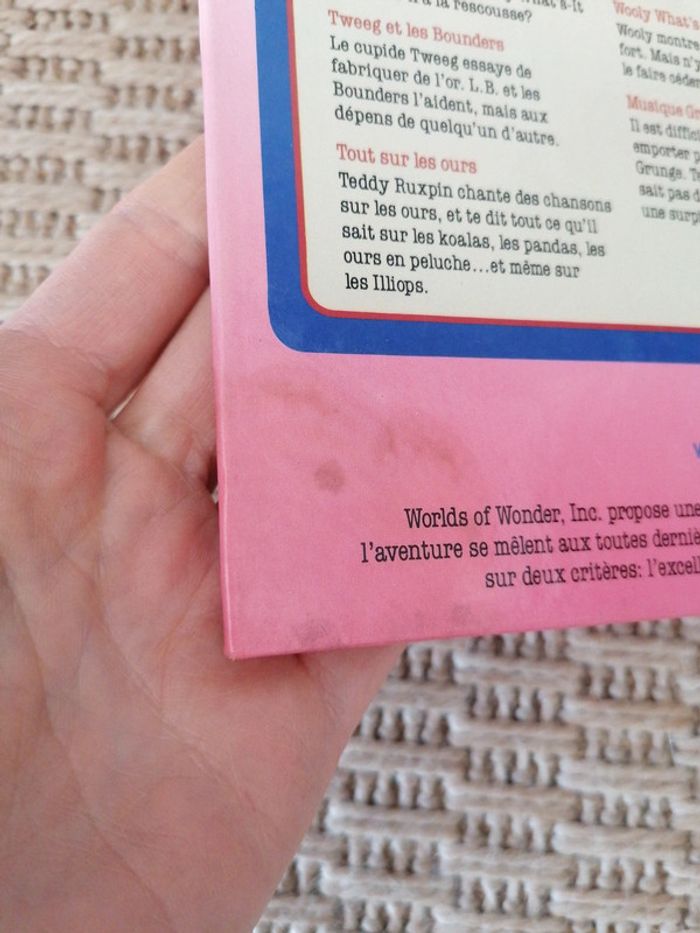 la rescousse?
Tweeg et les Bounders
Le cupide Tweeg essaye de
fabriquer de l'or. L.B. et les
Bounders l'aident, mais aux
dépens de quelqu'un d'autre.
Tout sur les ours
Teddy Ruxpin chante des chansons
sur les ours, et te dit tout ce qu'il
sait sur les koalas, les pandas, les
ours en peluche...et même sur
les Illiops.
Wooly What's
Wooly montr
fort. Mais n'y
le faire céder
Musique Gr
Il est diffici
emporter p
Grunge. T
sait pas d
une surp
Worlds of Wonder, Inc. propose une
l'aventure se mêlent aux toutes derniè
sur deux critères: l'excell